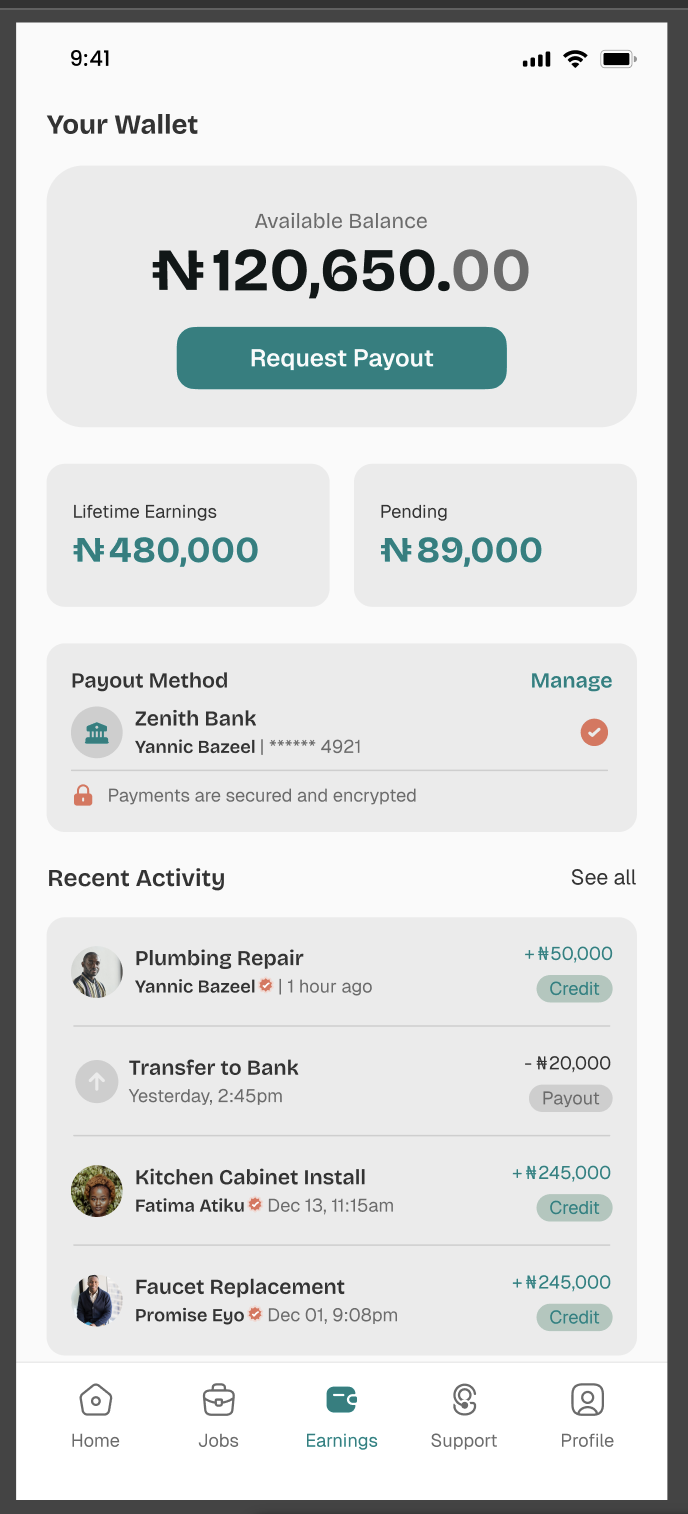 9:41
Your Wallet
Available Balance
₦120,650.00
Request Payout
Lifetime Earnings
₦480,000
Pending
₦89,000
Payout Method
Manage
Zenith Bank
Yannic Bazeel | ****** 4921
Payments are secured and encrypted
Recent Activity
See all
Plumbing Repair
+₦50,000
Yannic Bazeel | 1 hour ago
Credit
Transfer to Bank
- ₦20,000
Yesterday, 2:45pm
Payout
Kitchen Cabinet Install
+₦245,000
Fatima Atiku Dec 13, 11:15am
Credit
Faucet Replacement
+₦245,000
Promise Eyo Dec 01, 9:08pm
Credit
Home
Jobs
Earnings
Support
Profile